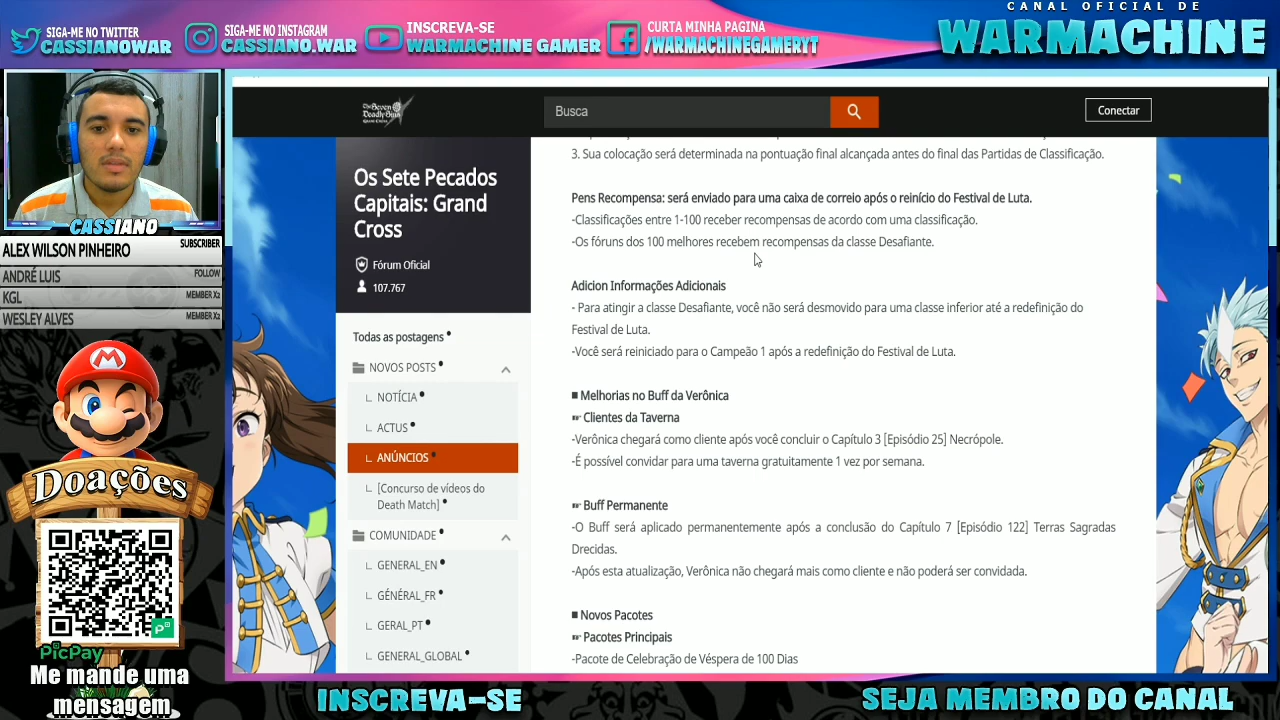 CANAL OFICIAL DE
WARMACHINE
SIGA-ME NO TWITTER
CASSIANOWAR
SIGA-ME NO INSTAGRAM
CASSIANO.WAR
INSCREVA-SE
WARMACHINE GAMER
CURTA MINHA PAGINA
/WARMACHINEGAMERYT
CASSIANO
ALEX WILSON PINHEIRO SUBSCRIBER
ANDRÉ LUIS FOLLOW
KGL MEMBER X2
WESLEY ALVES MEMBER X2
M
Doações
P
PicPay
Me mande uma
mensagem
The Seven
Deadly Sins
GRAND CROSS
Busca
Conectar
Os Sete Pecados
Capitais: Grand
Cross
Fórum Oficial
107.767
Todas as postagens
NOVOS POSTS
NOTÍCIA
ACTUS
ANÚNCIOS
[Concurso de vídeos do
Death Match]
COMUNIDADE
GENERAL_EN
GÉNÉRAL_FR
GERAL_PT
GENERAL_GLOBAL
3. Sua colocação será determinada na pontuação final alcançada antes do final das Partidas de Classificação.
Pens Recompensa: será enviado para uma caixa de correio após o reinício do Festival de Luta.
-Classificações entre 1-100 receber recompensas de acordo com uma classificação.
-Os fóruns dos 100 melhores recebem recompensas da classe Desafiante.
Adicion Informações Adicionais
- Para atingir a classe Desafiante, você não será desmovido para uma classe inferior até a redefinição do
Festival de Luta.
-Você será reiniciado para o Campeão 1 após a redefinição do Festival de Luta.
■ Melhorias no Buff da Verônica
☞ Clientes da Taverna
-Verônica chegará como cliente após você concluir o Capítulo 3 [Episódio 25] Necrópole.
-É possível convidar para uma taverna gratuitamente 1 vez por semana.
☞ Buff Permanente
-O Buff será aplicado permanentemente após a conclusão do Capítulo 7 [Episódio 122] Terras Sagradas
Drecidas.
-Após esta atualização, Verônica não chegará mais como cliente e não poderá ser convidada.
■ Novos Pacotes
☞ Pacotes Principais
-Pacote de Celebração de Véspera de 100 Dias
INSCREVA-SE
SEJA MEMBRO DO CANAL